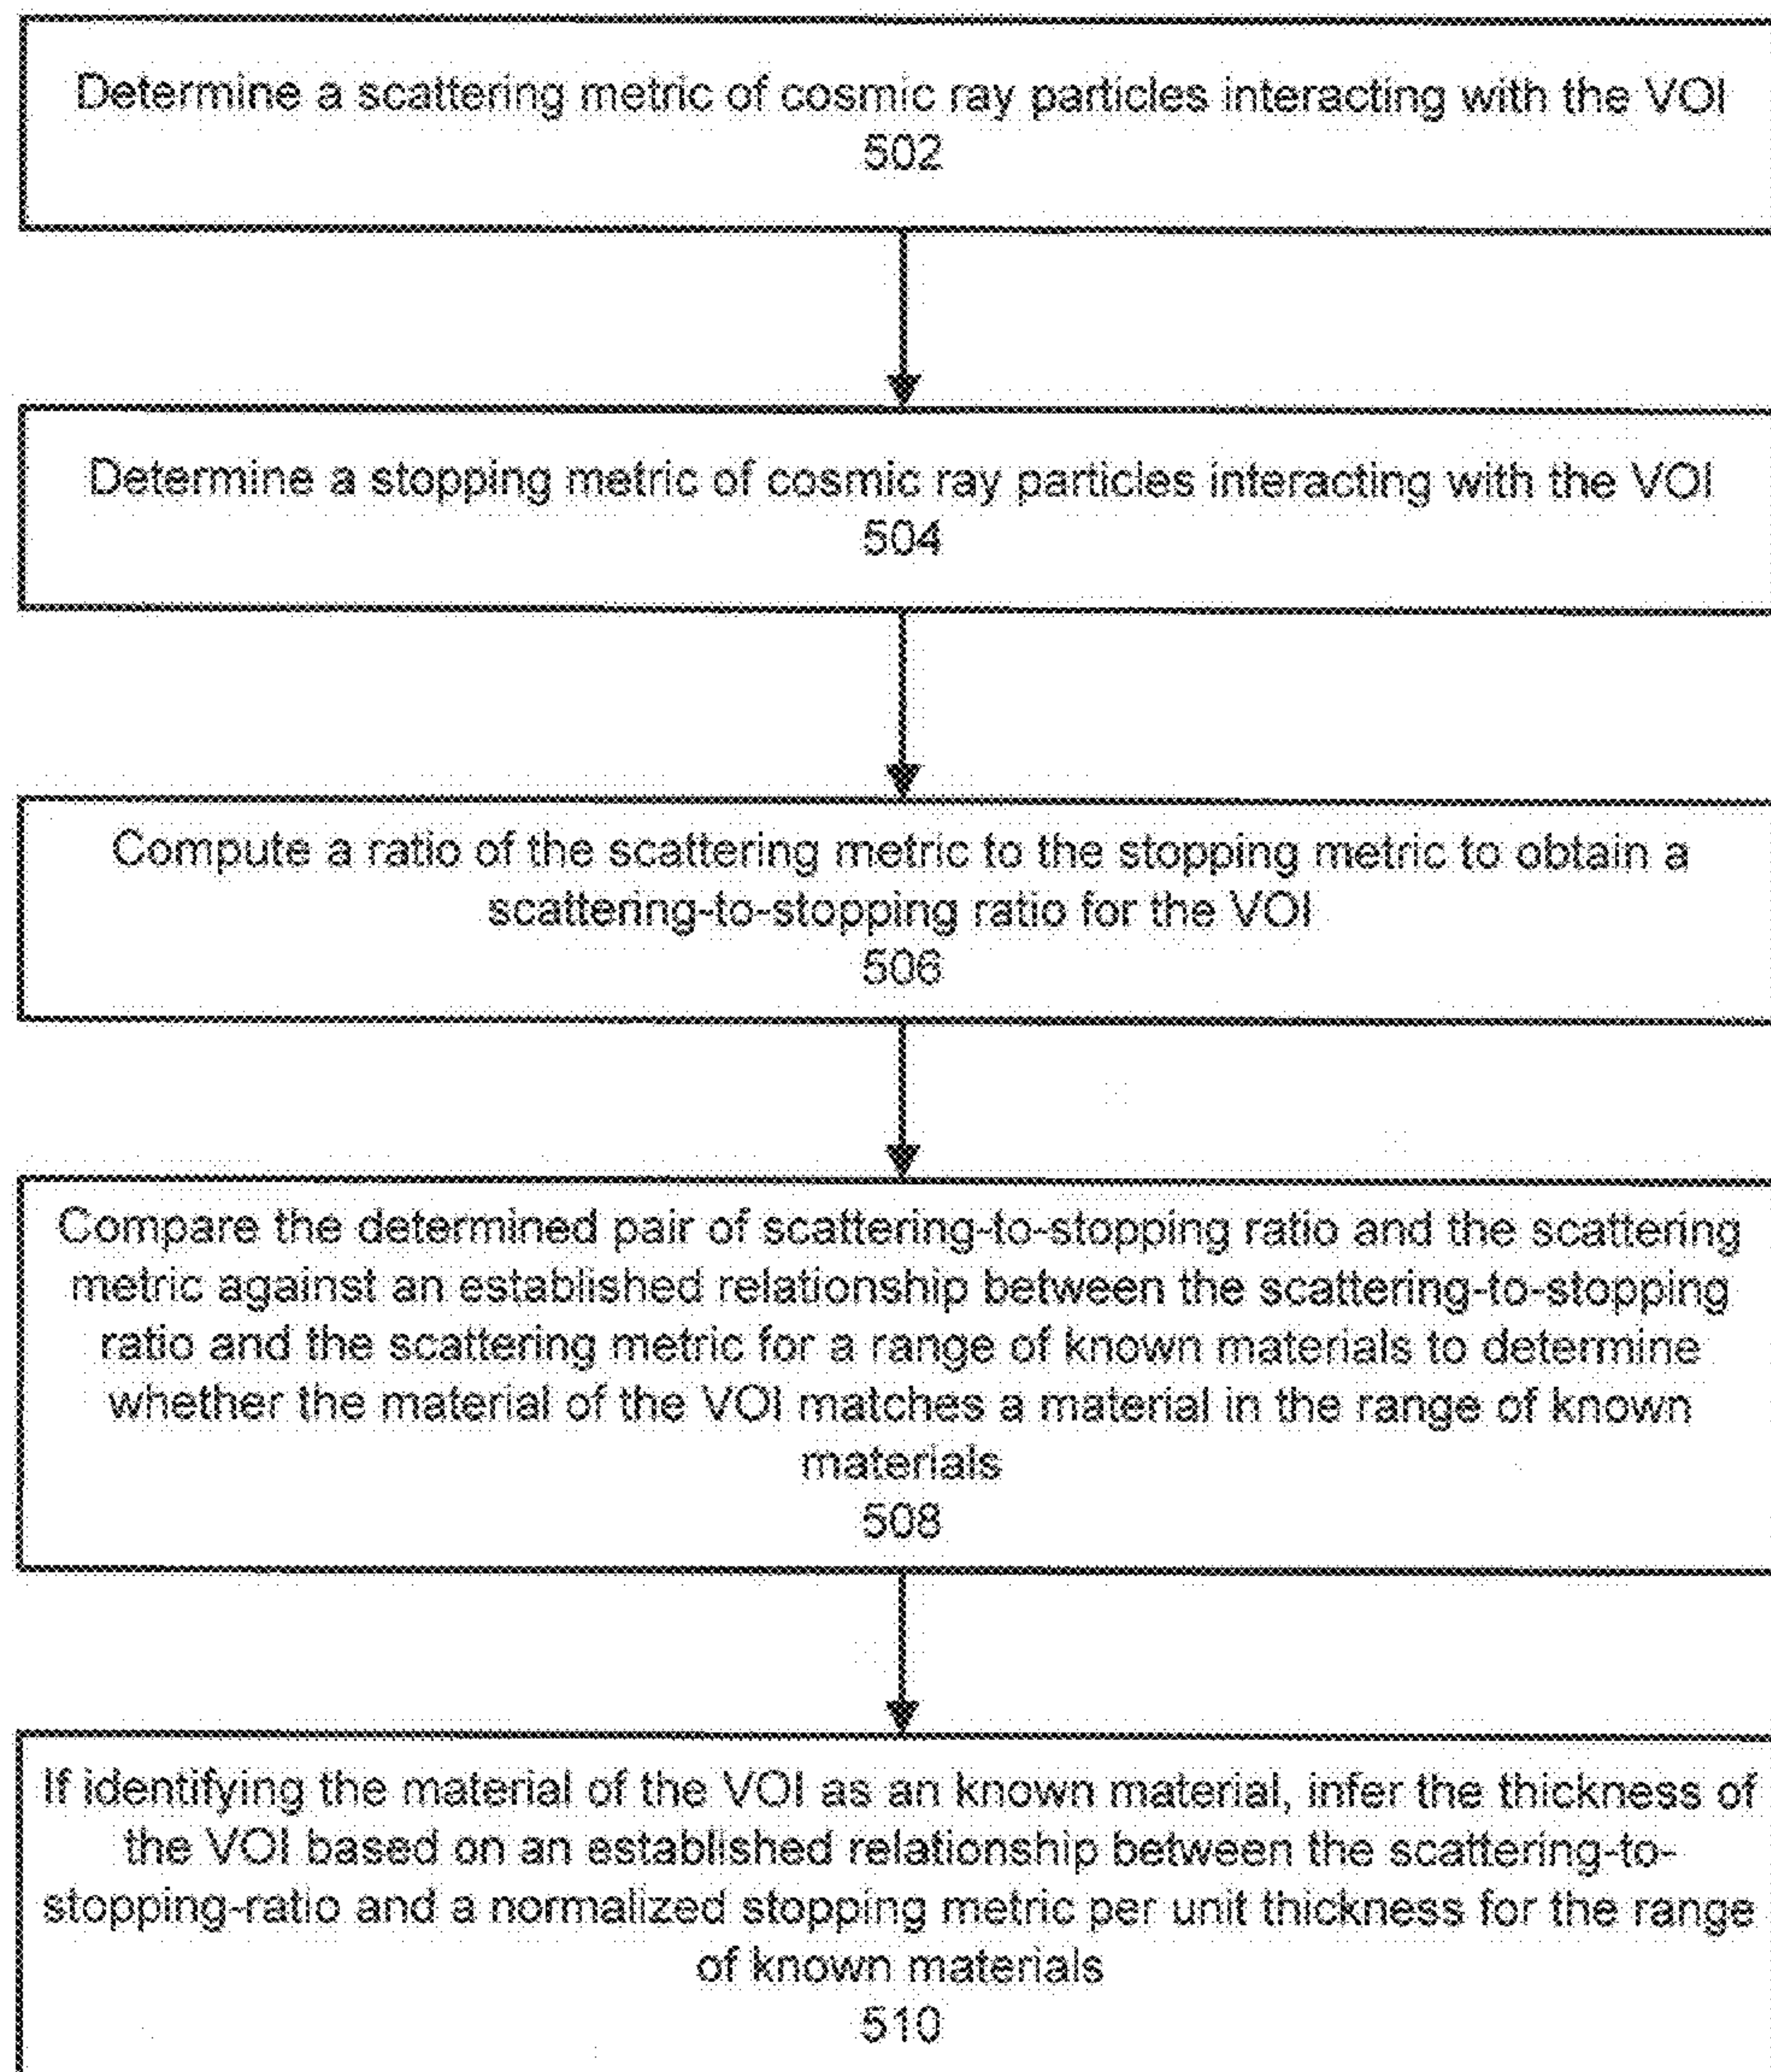 Determine a scattering metric of cosmic ray particles interacting with the VOI
502
Determine a stopping metric of cosmic ray particles interacting with the VOI
504
Compute a ratio of the scattering metric to the stopping metric to obtain a
scattering-to-stopping ratio for the VOI
506
Compare the determined pair of scattering-to-stopping ratio and the scattering
metric against an established relationship between the scattering-to-stopping
ratio and the scattering metric for a range of known materials to determine
whether the material of the VOI matches a material in the range of known
materials
508
If identifying the material of the VOI as an known material, infer the thickness of
the VOI based on an established relationship between the scattering-to-
stopping-ratio and a normalized stopping metric per unit thickness for the range
of known materials
510